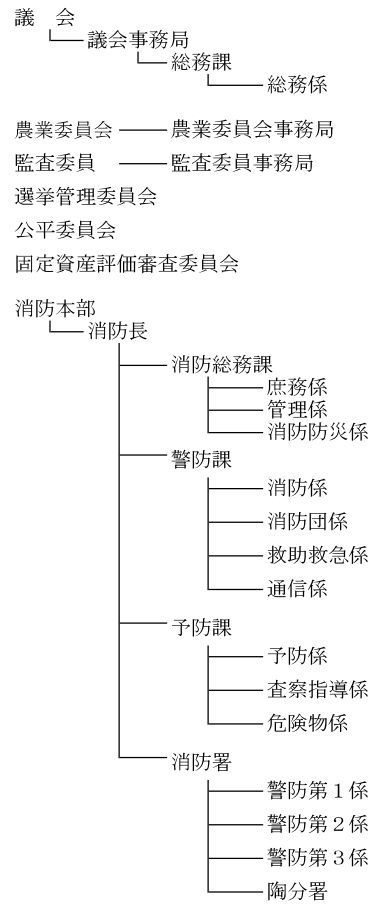 議　会
議会事務局
総務課
総務係
農業委員会　農業委員会事務局
監査委員　監査委員事務局
選挙管理委員会
公平委員会
固定資産評価審査委員会
消防本部
消防長
消防総務課
庶務係
管理係
消防防災係
警防課
消防係
消防団係
救助救急係
通信係
予防課
予防係
査察指導係
危険物係
消防署
警防第１係
警防第２係
警防第３係
陶分署